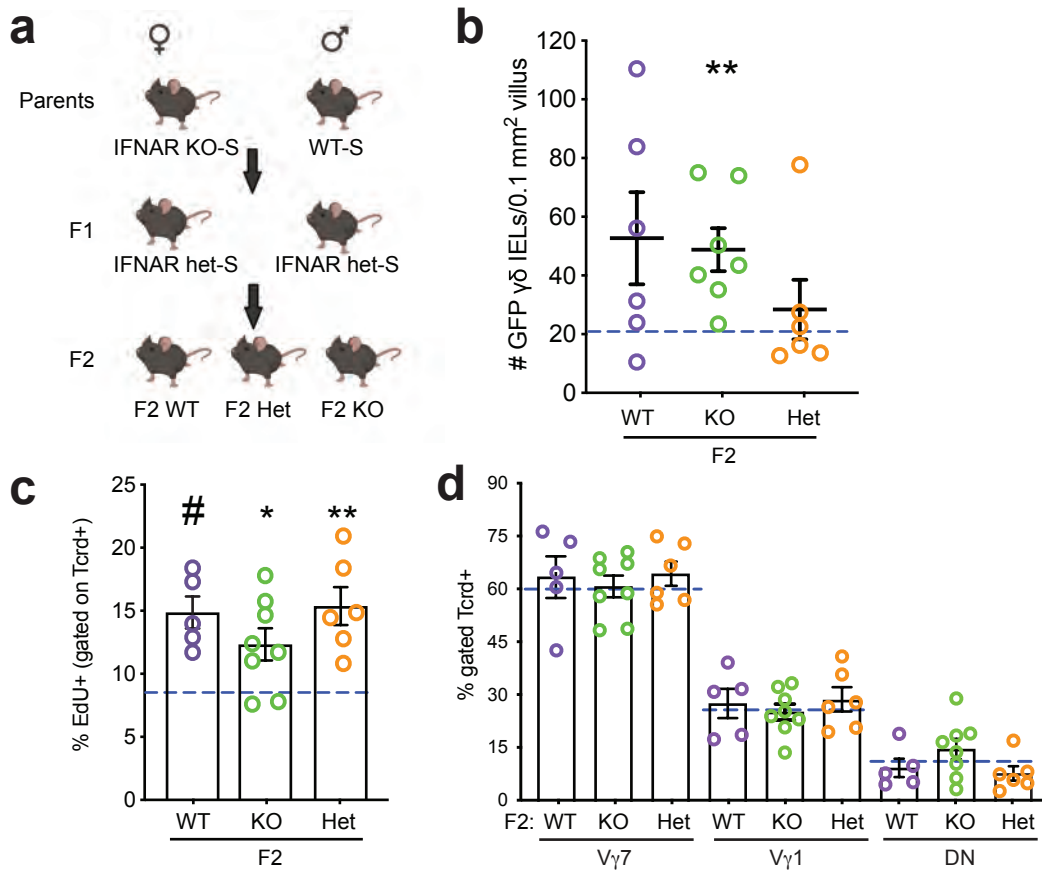 a
♀ ♂
Parents
IFNAR KO-S WT-S
F1
IFNAR het-S IFNAR het-S
F2
F2 WT F2 Het F2 KO
b
# GFP γδ IELs/0.1 mm² villus
120
100
80
60
40
20
0
**
WT KO Het
F2
c
% EdU+ (gated on Tcrd+)
25
20
15
10
5
0
# * **
WT KO Het
F2
d
% gated Tcrd+
90
75
60
45
30
15
0
F2: WT KO Het WT KO Het WT KO Het
Vγ7 Vγ1 DN